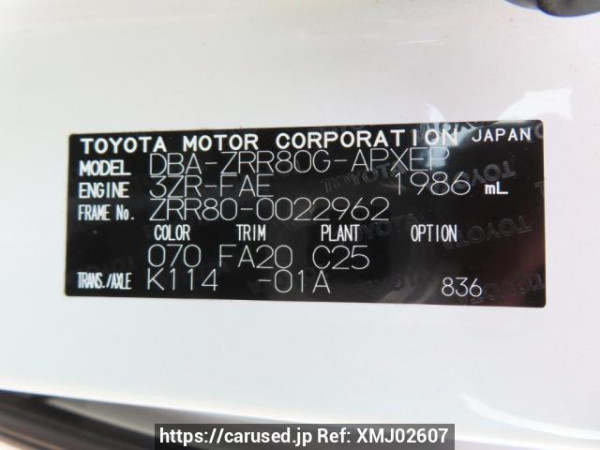 TOYOTA MOTOR CORPORATION JAPAN
MODEL DBA-ZRR80G-APXEP
ENGINE 3ZR-FAE 1986 mL
FRAME No. ZRR80-0022962
COLOR TRIM PLANT OPTION
070 FA20 C25
TRANS./AXLE K114 -01A 836
https://carused.jp Ref: XMJ02607